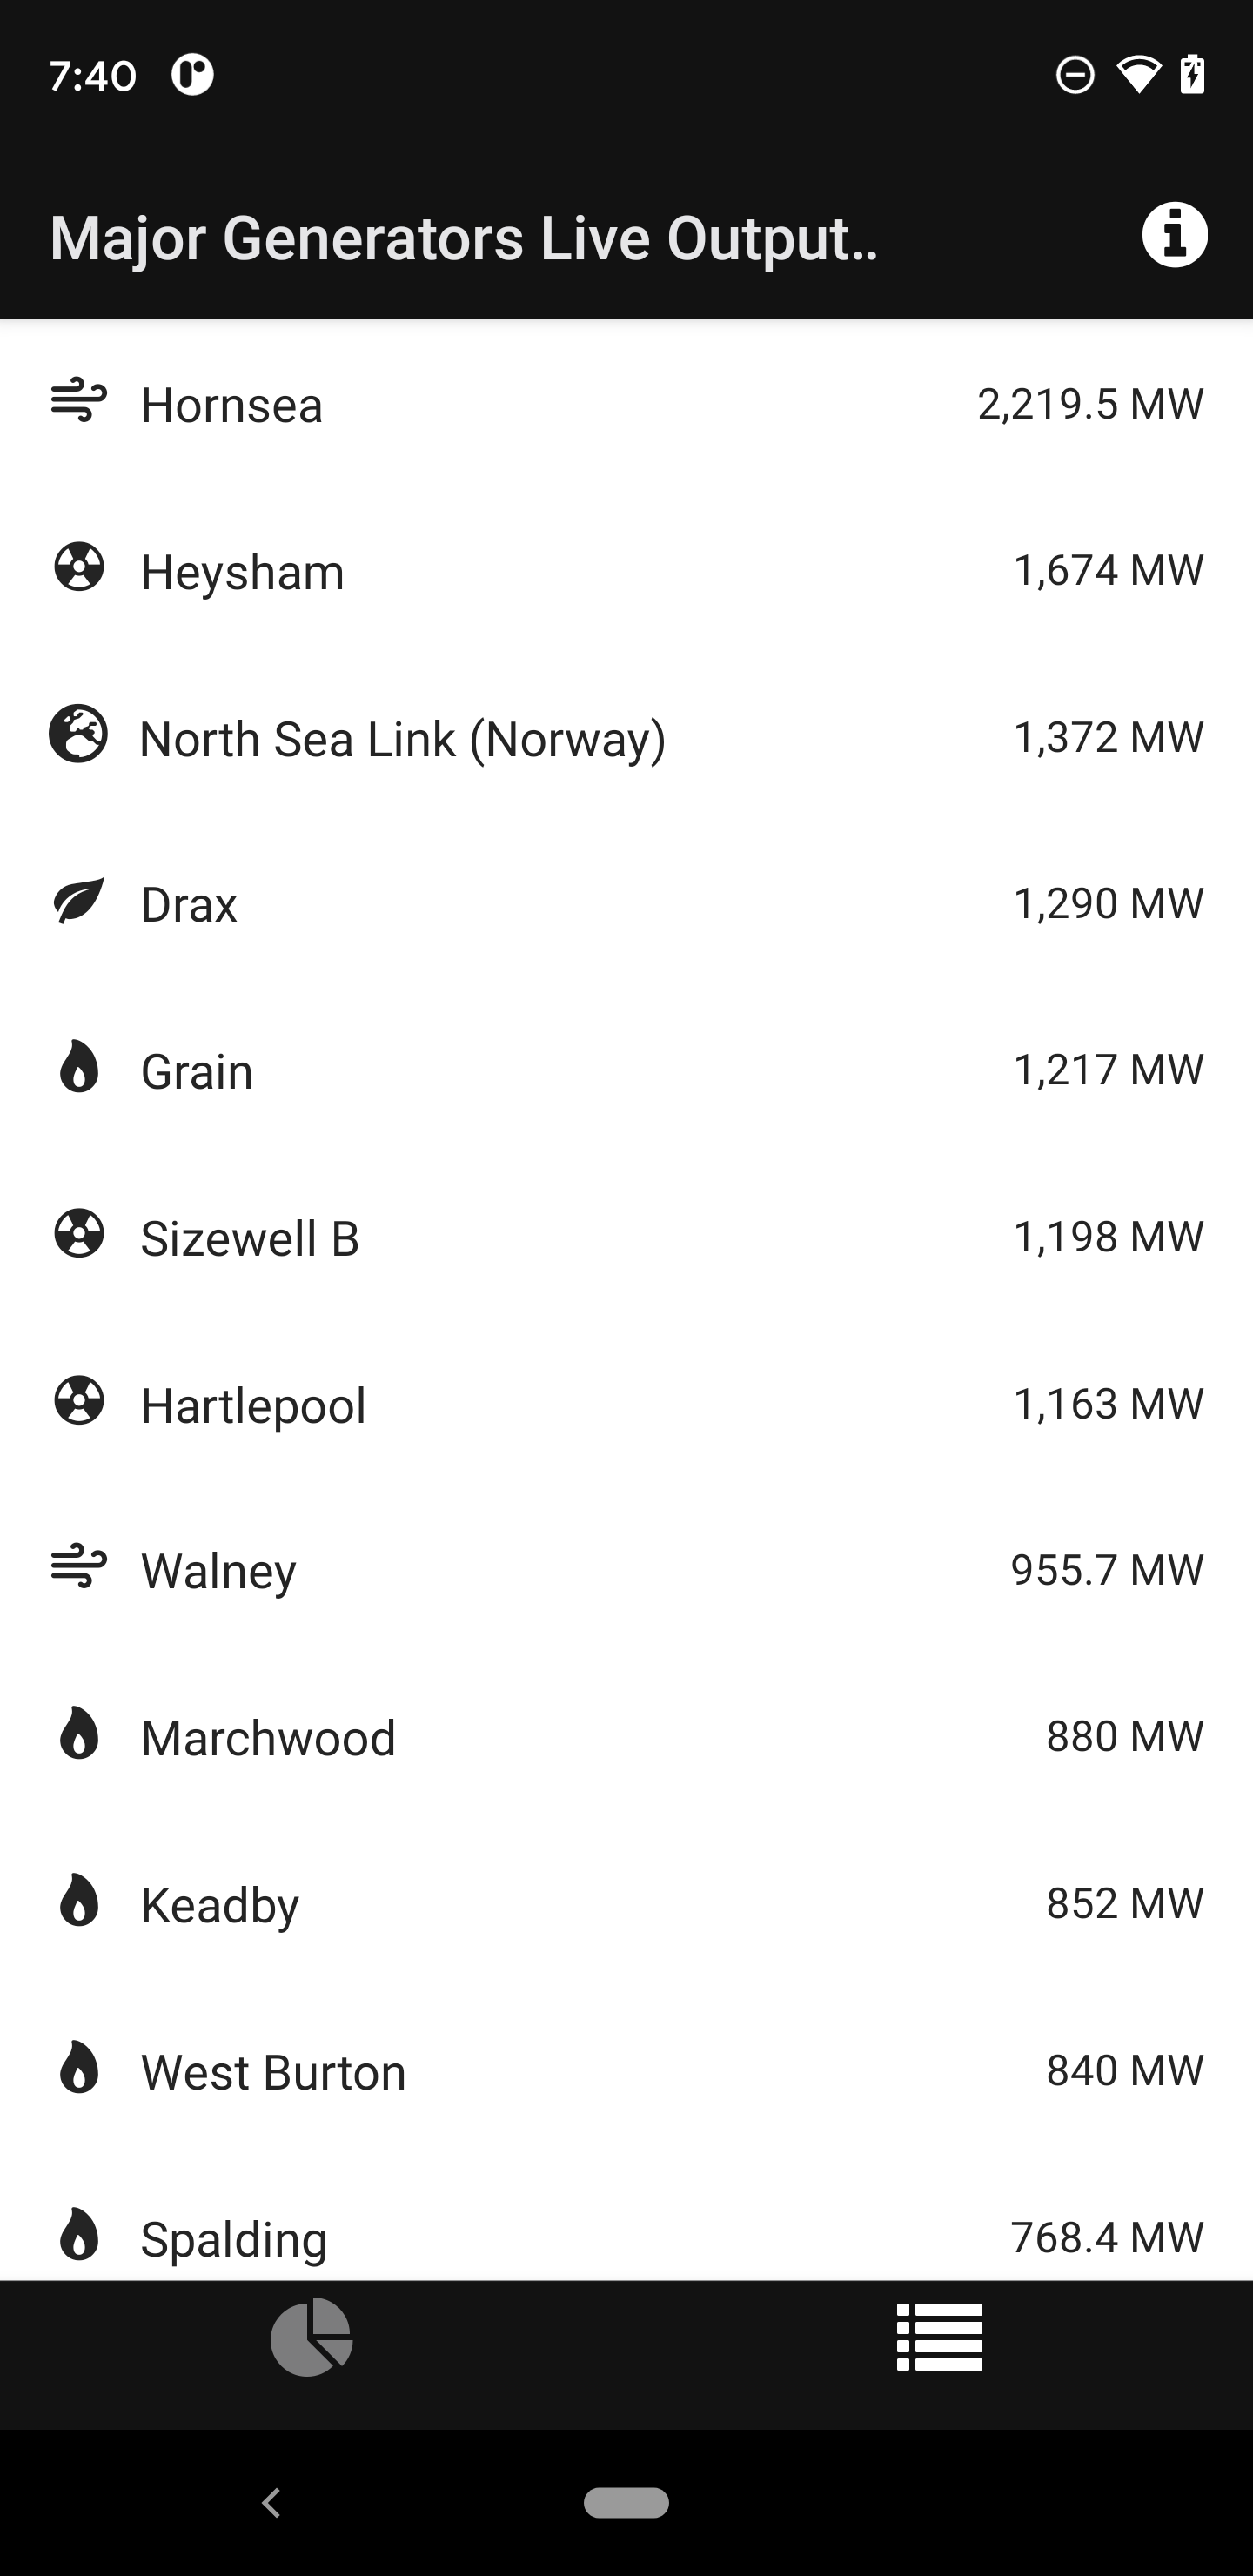 7:40
Major Generators Live Output…
Hornsea 2,219.5 MW
Heysham 1,674 MW
North Sea Link (Norway) 1,372 MW
Drax 1,290 MW
Grain 1,217 MW
Sizewell B 1,198 MW
Hartlepool 1,163 MW
Walney 955.7 MW
Marchwood 880 MW
Keadby 852 MW
West Burton 840 MW
Spalding 768.4 MW